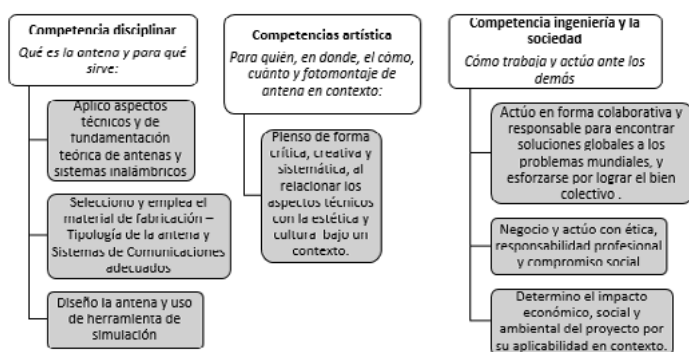 Competencia disciplinar
Qué es la antena y para qué
sirve:
Aplico aspectos
técnicos y de
fundamentación
teórica de antenas y
sistemas inalámbricos
Selecciono y emplea el
material de fabricación –
Tipología de la antena y
Sistemas de Comunicaciones
adecuados
Diseño la antena y uso
de herramienta de
simulación
Competencias artística
Para quién, en donde, el cómo,
cuánto y fotomontaje de
antena en contexto:
Pienso de forma
crítica, creativa y
sistemática, al
relacionar los
aspectos técnicos
con la estética y
cultura bajo un
contexto.
Competencia ingeniería y la
sociedad
Cómo trabaja y actúa ante los
demás
Actúo en forma colaborativa y
responsable para encontrar
soluciones globales a los
problemas mundiales, y
esforzarse por lograr el bien
colectivo .
Negocio y actúo con ética,
responsabilidad profesional
y compromiso social
Determino el impacto
económico, social y
ambiental del proyecto por
su aplicabilidad en contexto.